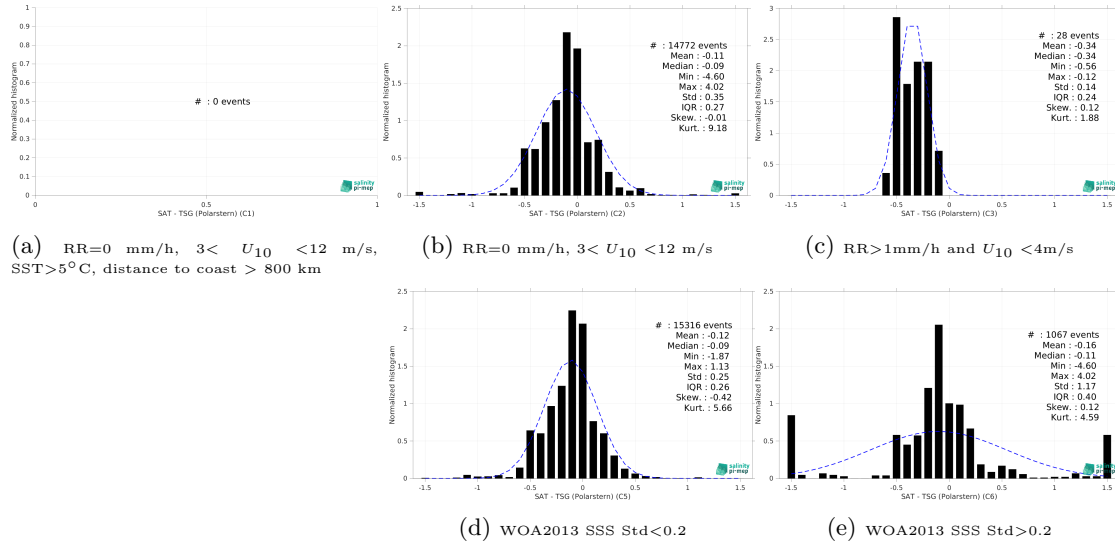 1
0.9
0.8
0.7
0.6
0.5
0.4
0.3
0.2
0.1
0
0
0.5
1
Normalized histogram
# : 0 events
salinity
pi-mep
SAT - TSG (Polarstern) (C1)
(a) RR=0 mm/h, 3< U10 <12 m/s,
SST>5°C, distance to coast > 800 km
2.5
2
1.5
1
0.5
0
-1.5
-1
-0.5
0
0.5
1
1.5
Normalized histogram
# : 14772 events
Mean : -0.11
Median : -0.09
Min : -4.60
Max : 4.02
Std : 0.35
IQR : 0.27
Skew. : -0.01
Kurt. : 9.18
salinity
pi-mep
SAT - TSG (Polarstern) (C2)
(b) RR=0 mm/h, 3< U10 <12 m/s
3
2.5
2
1.5
1
0.5
0
-1.5
-1
-0.5
0
0.5
1
1.5
Normalized histogram
# : 28 events
Mean : -0.34
Median : -0.34
Min : -0.56
Max : -0.12
Std : 0.14
IQR : 0.24
Skew. : 0.12
Kurt. : 1.88
salinity
pi-mep
SAT - TSG (Polarstern) (C3)
(c) RR>1mm/h and U10 <4m/s
2.5
2
1.5
1
0.5
0
-1.5
-1
-0.5
0
0.5
1
1.5
Normalized histogram
# : 15316 events
Mean : -0.12
Median : -0.09
Min : -1.87
Max : 1.13
Std : 0.25
IQR : 0.26
Skew. : -0.42
Kurt. : 5.66
salinity
pi-mep
SAT - TSG (Polarstern) (C5)
(d) WOA2013 SSS Std<0.2
2.5
2
1.5
1
0.5
0
-1.5
-1
-0.5
0
0.5
1
1.5
Normalized histogram
# : 1067 events
Mean : -0.16
Median : -0.11
Min : -4.60
Max : 4.02
Std : 1.17
IQR : 0.40
Skew. : 0.12
Kurt. : 4.59
salinity
pi-mep
SAT - TSG (Polarstern) (C6)
(e) WOA2013 SSS Std>0.2